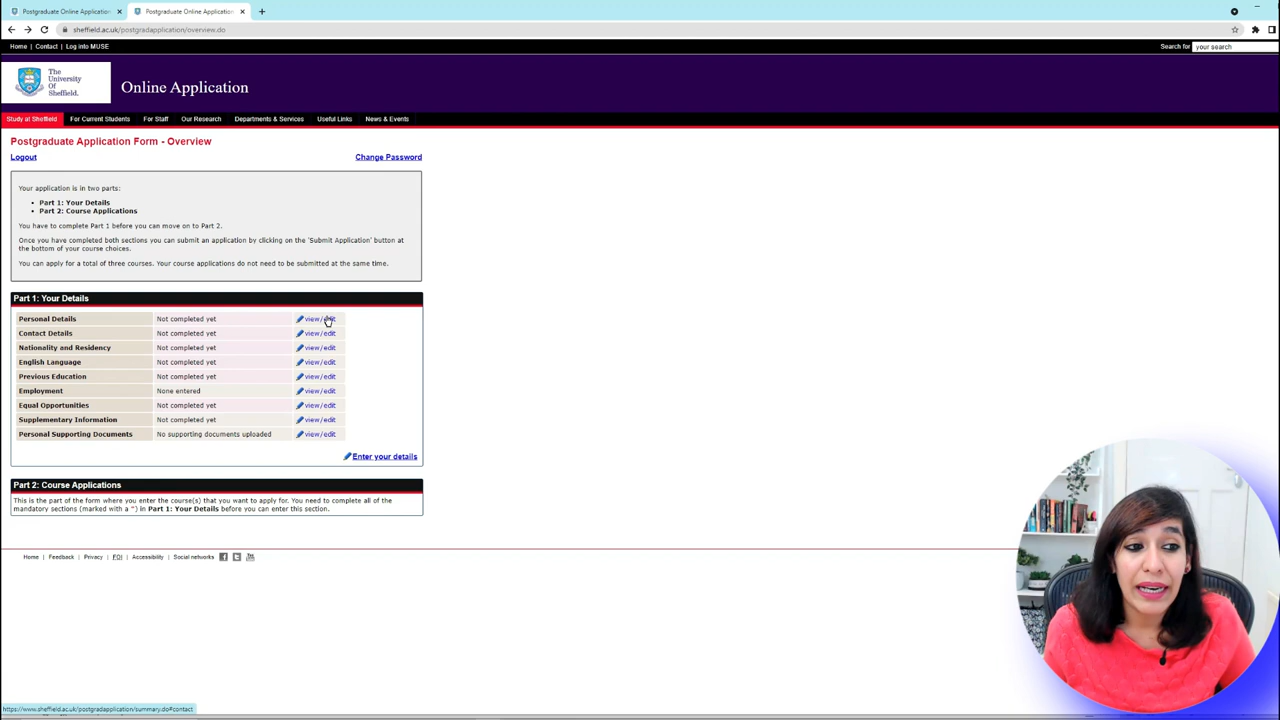 Postgraduate Online Application
Postgraduate Online Application
sheffield.ac.uk/postgradapplication/overview.do
Home | Contact | Log into MUSE
Search for your search
The
University
Of
Sheffield.
Online Application
Study at Sheffield For Current Students For Staff Our Research Departments & Services Useful Links News & Events
Postgraduate Application Form - Overview
Logout Change Password
Your application is in two parts:
• Part 1: Your Details
• Part 2: Course Applications
You have to complete Part 1 before you can move on to Part 2.
Once you have completed both sections you can submit an application by clicking on the 'Submit Application' button at
the bottom of your course choices.
You can apply for a total of three courses. Your course applications do not need to be submitted at the same time.
Part 1: Your Details
Personal Details Not completed yet view/edit
Contact Details Not completed yet view/edit
Nationality and Residency Not completed yet view/edit
English Language Not completed yet view/edit
Previous Education Not completed yet view/edit
Employment None entered view/edit
Equal Opportunities Not completed yet view/edit
Supplementary Information Not completed yet view/edit
Personal Supporting Documents No supporting documents uploaded view/edit
Enter your details
Part 2: Course Applications
This is the part of the form where you enter the course(s) that you want to apply for. You need to complete all of the
mandatory sections (marked with a *) in Part 1: Your Details before you can enter this section.
Home | Feedback | Privacy | FOI | Accessibility | Social networks
https://www.sheffield.ac.uk/postgradapplication/summary.do#contact